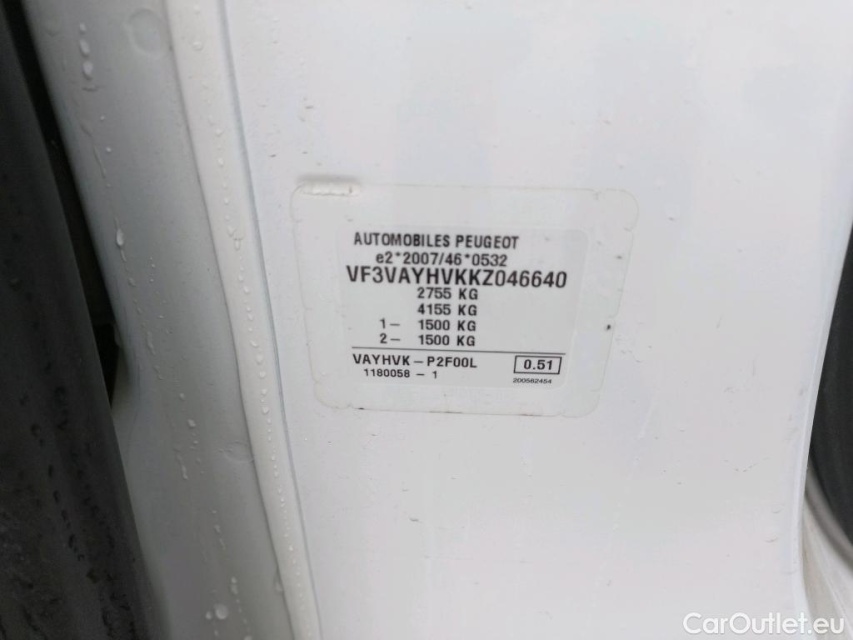 AUTOMOBILES PEUGEOT
e2*2007/46*0532
VF3VAYHVKKZ046640
2755 KG
4155 KG
1- 1500 KG
2- 1500 KG
VAYHVK-P2F00L 0.51
1180058 - 1 200562454
CarOutlet.eu